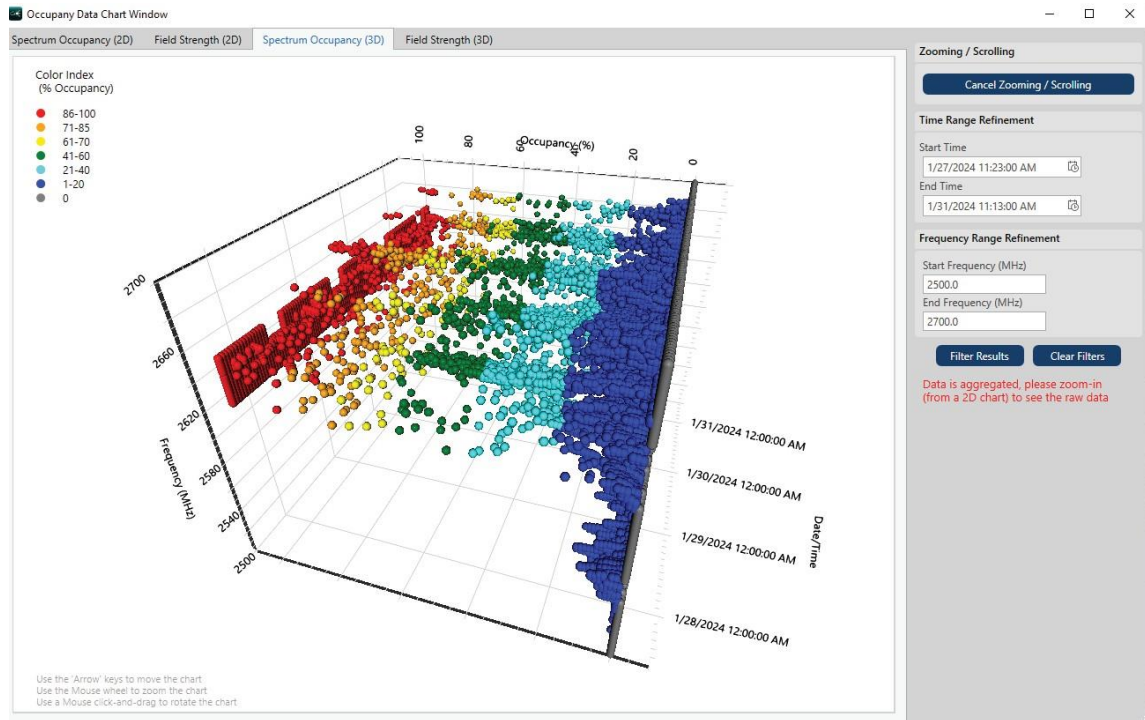 Occupany Data Chart Window
Spectrum Occupancy (2D)
Field Strength (2D)
Spectrum Occupancy (3D)
Field Strength (3D)
Color Index
(% Occupancy)
86-100
71-85
61-70
41-60
21-40
1-20
0
Occupancy(%)
100
80
60
40
20
0
2700
2660
2620
2580
2540
2500
Frequency (MHz)
1/31/2024 12:00:00 AM
1/30/2024 12:00:00 AM
1/29/2024 12:00:00 AM
1/28/2024 12:00:00 AM
Date/Time
Use the 'Arrow' keys to move the chart
Use the Mouse wheel to zoom the chart
Use a Mouse click-and-drag to rotate the chart
Zooming / Scrolling
Cancel Zooming / Scrolling
Time Range Refinement
Start Time
1/27/2024 11:23:00 AM
End Time
1/31/2024 11:13:00 AM
Frequency Range Refinement
Start Frequency (MHz)
2500.0
End Frequency (MHz)
2700.0
Filter Results
Clear Filters
Data is aggregated, please zoom-in
(from a 2D chart) to see the raw data